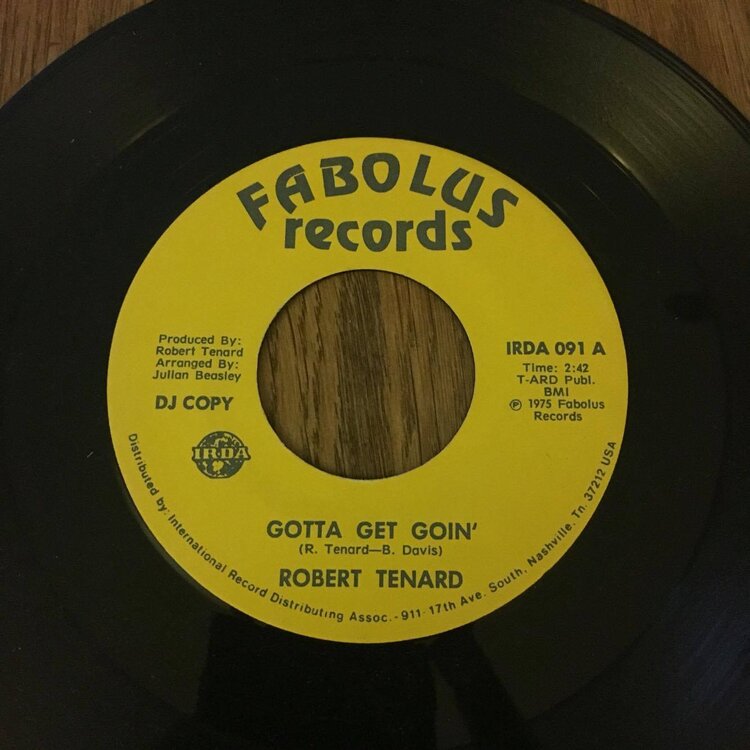 FABOLUS
records
Produced By:
Robert Tenard
Arranged By:
Julian Beasley
DJ COPY
IRDA
IRDA 091 A
Time: 2:42
T-ARD Publ.
BMI
℗ 1975 Fabolus
Records
GOTTA GET GOIN'
(R. Tenard—B. Davis)
ROBERT TENARD
Distributed by: International Record Distributing Assoc. - 911 - 17th Ave. South, Nashville, Tn. 37212 USA